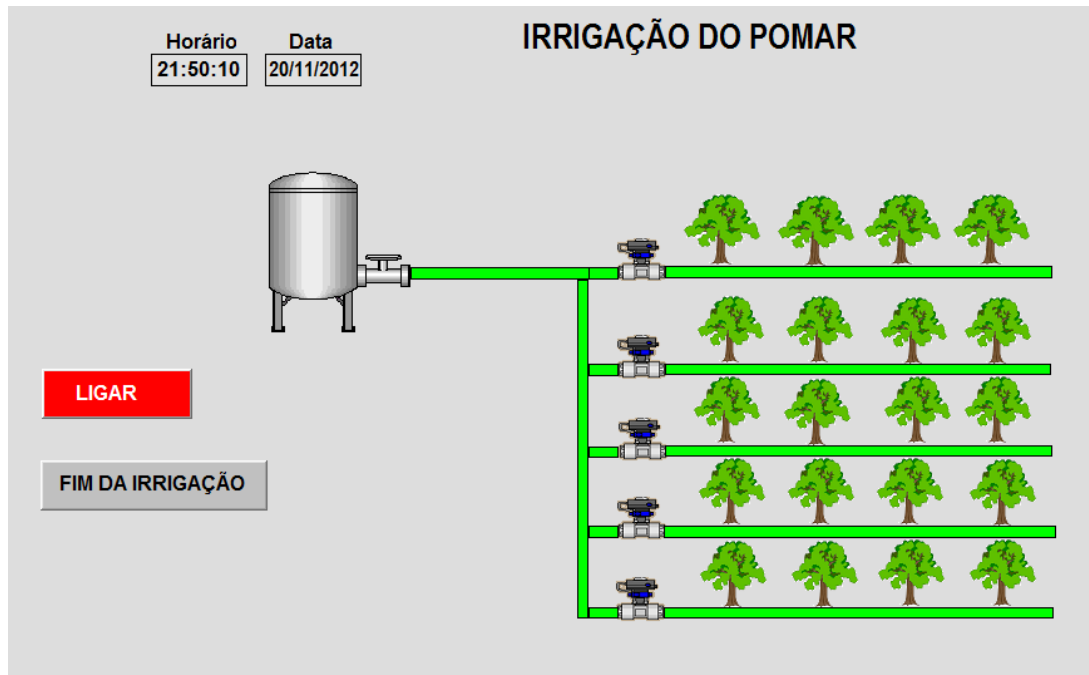 IRRIGAÇÃO DO POMAR
Horário Data
21:50:10 20/11/2012
LIGAR
FIM DA IRRIGAÇÃO